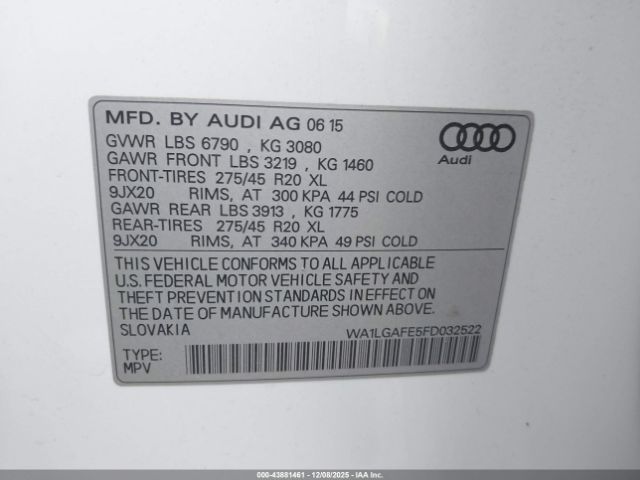 MFD. BY AUDI AG 06 15
GVWR LBS 6790 , KG 3080
GAWR FRONT LBS 3219 , KG 1460
FRONT-TIRES 275/45 R20 XL
9JX20 RIMS, AT 300 KPA 44 PSI COLD
GAWR REAR LBS 3913 , KG 1775
REAR-TIRES 275/45 R20 XL
9JX20 RIMS, AT 340 KPA 49 PSI COLD
Audi
THIS VEHICLE CONFORMS TO ALL APPLICABLE
U.S. FEDERAL MOTOR VEHICLE SAFETY AND
THEFT PREVENTION STANDARDS IN EFFECT ON
THE DATE OF MANUFACTURE SHOWN ABOVE.
SLOVAKIA WA1LGAFE5FD032522
TYPE:
MPV
000-43881461 - 12/08/2025 - IAA Inc.